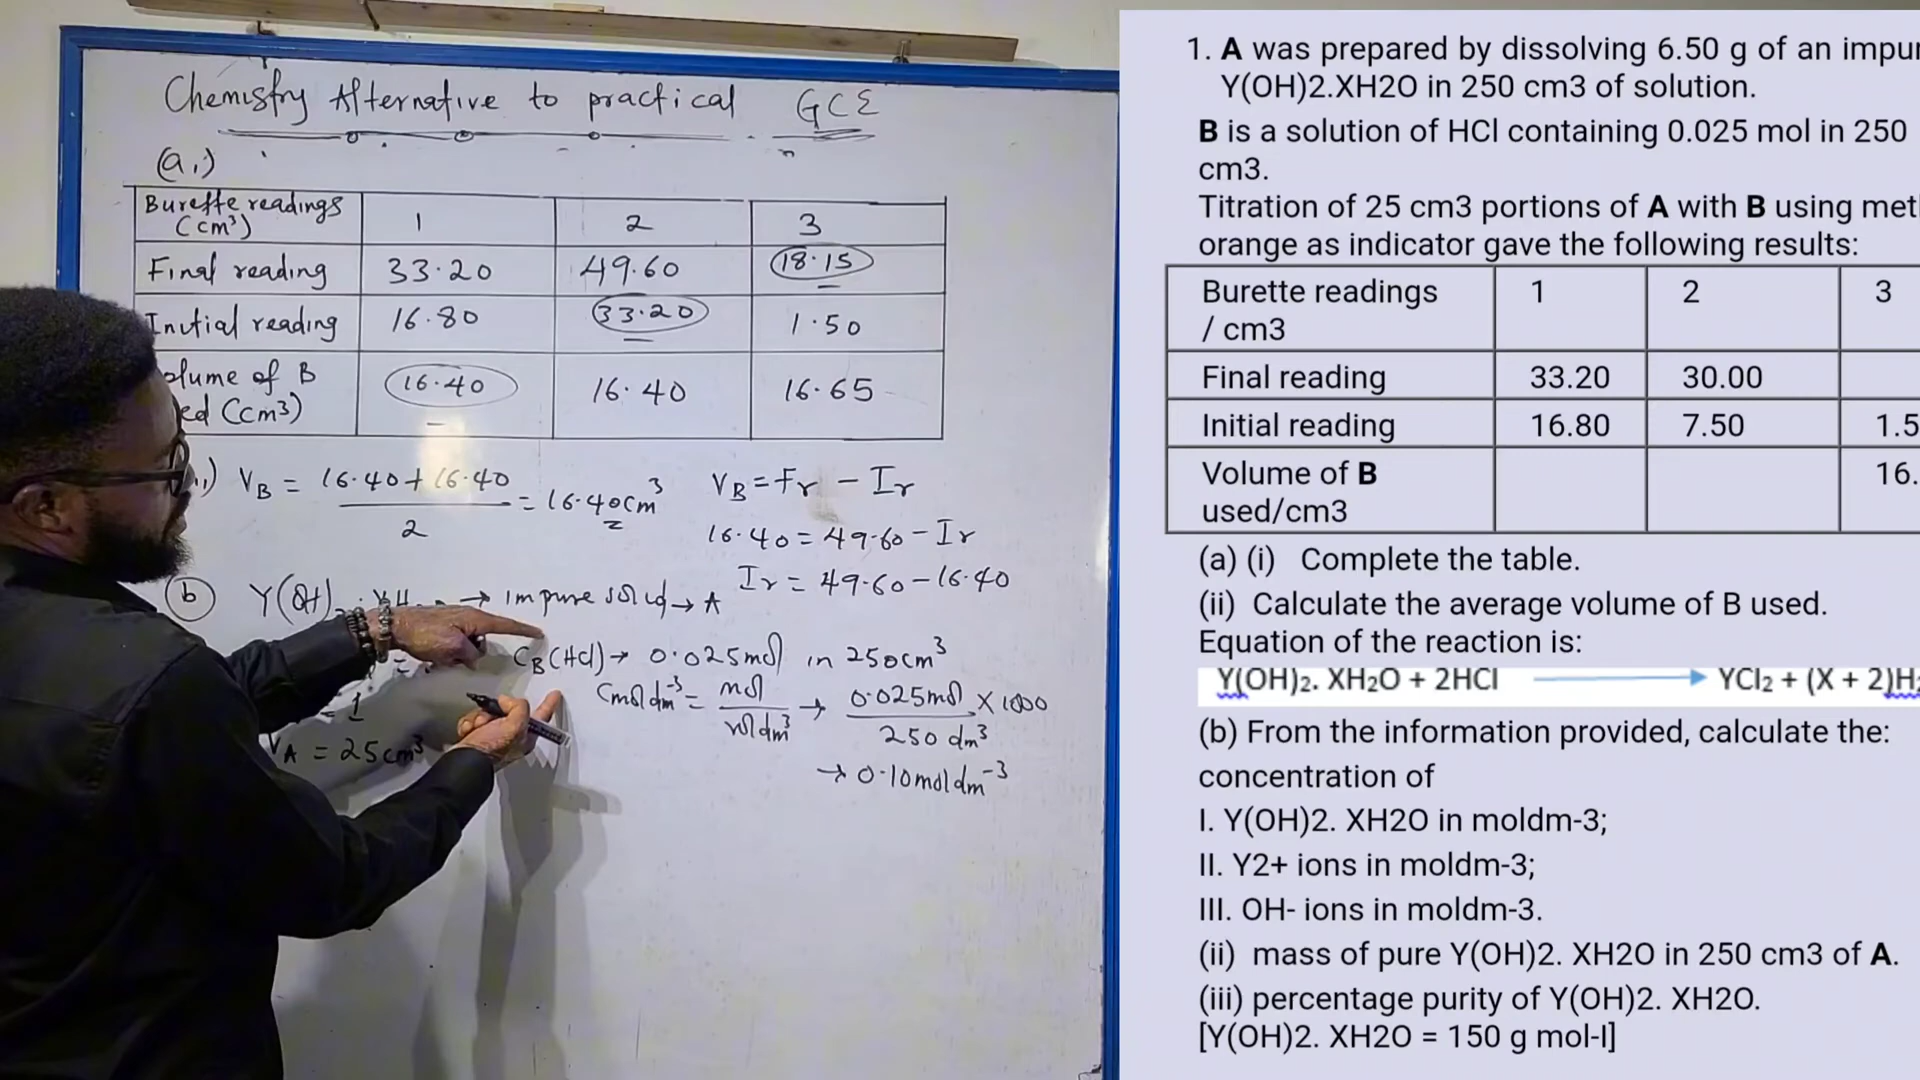 Chemistry Alternative to practical GCE
(a,)
Burette readings (cm³) 1 2 3
Final reading 33.20 49.60 18.15
Initial reading 16.80 33.20 1.50
of B (cm³) 16.40 16.40 16.65
V_B = (16.40 + 16.40)/2 = 16.40cm³
V_B = Fr − Ir
16.40 = 49.60 − Ir
Ir = 49.60 − 16.40
(b) Y(OH)₂ → impure solid → A
C_B(HCl) → 0.025mol in 250cm³
Cmoldm⁻³ = mol/vol dm³ → 0.025mol/250 dm³ × 1000
→ 0.10moldm⁻³
V_A = 25cm³
1. A was prepared by dissolving 6.50 g of an
Y(OH)2.XH2O in 250 cm3 of solution.
B is a solution of HCl containing 0.025 mol in 250
cm3.
Titration of 25 cm3 portions of A with B using
orange as indicator gave the following results:
Burette readings 1 2 3
/ cm3
Final reading 33.20 30.00
Initial reading 16.80 7.50 1.5
Volume of B 16.
used/cm3
(a) (i) Complete the table.
(ii) Calculate the average volume of B used.
Equation of the reaction is:
Y(OH)₂. XH₂O + 2HCl → YCl₂ + (X + 2)H₂
(b) From the information provided, calculate the:
concentration of
I. Y(OH)2. XH2O in moldm-3;
II. Y2+ ions in moldm-3;
III. OH- ions in moldm-3.
(ii) mass of pure Y(OH)2. XH2O in 250 cm3 of A.
(iii) percentage purity of Y(OH)2. XH2O.
[Y(OH)2. XH2O = 150 g mol-l]